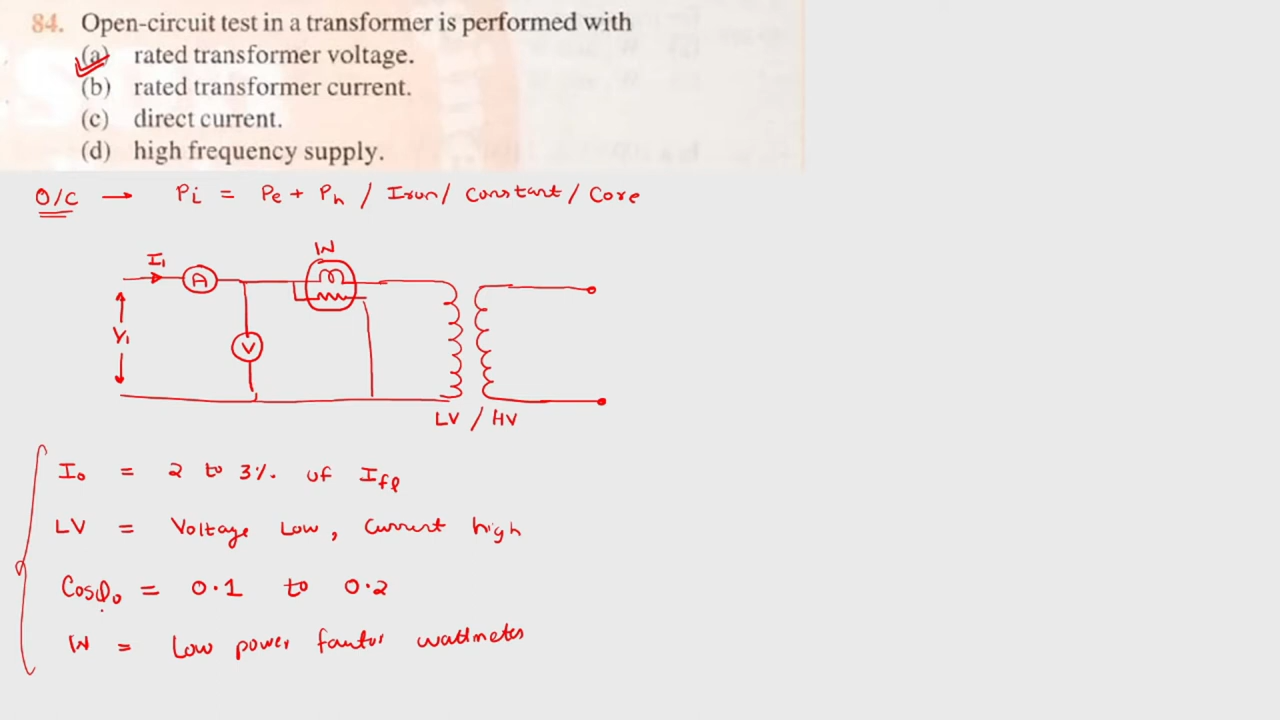 84. Open-circuit test in a transformer is performed with
(a) rated transformer voltage.
(b) rated transformer current.
(c) direct current.
(d) high frequency supply.
O/C → Pi = Pe + Ph / Iron / Constant / Core
W
I₁
A
V₁
V
LV / HV
I₀ = 2 to 3% of Ifl
LV = Voltage Low, Current high
Cosφ₀ = 0.1 to 0.2
W = Low power factor wattmeter